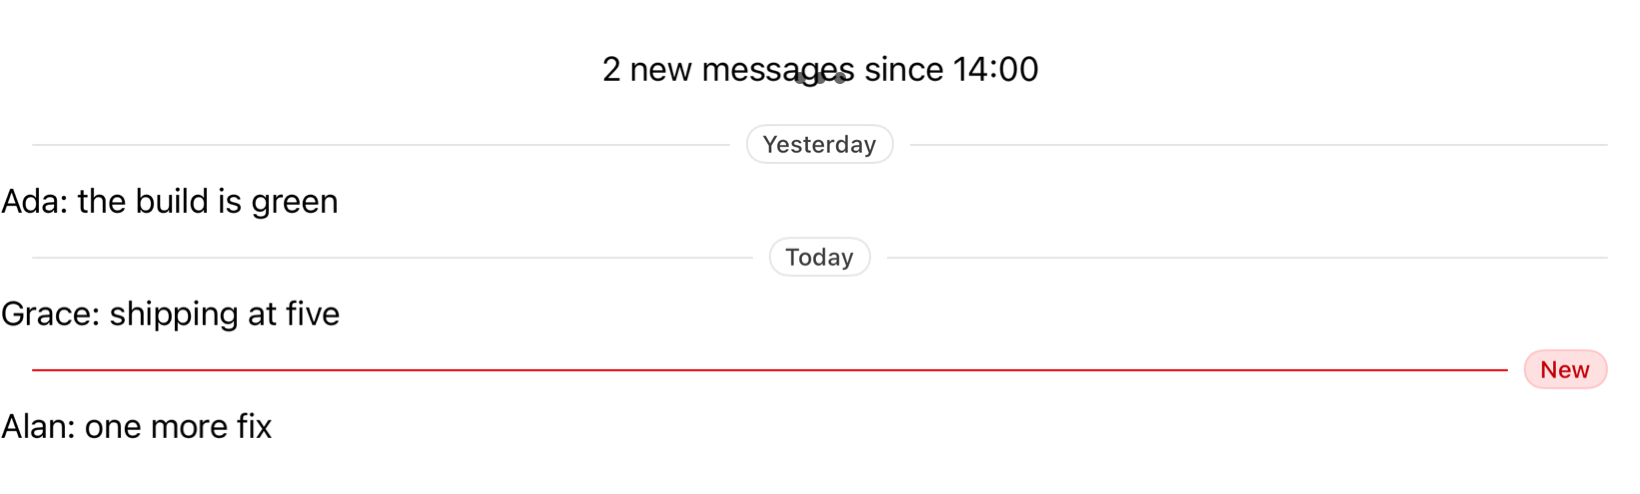 2 new messages since 14:00
Yesterday
Ada: the build is green
Today
Grace: shipping at five
New
Alan: one more fix